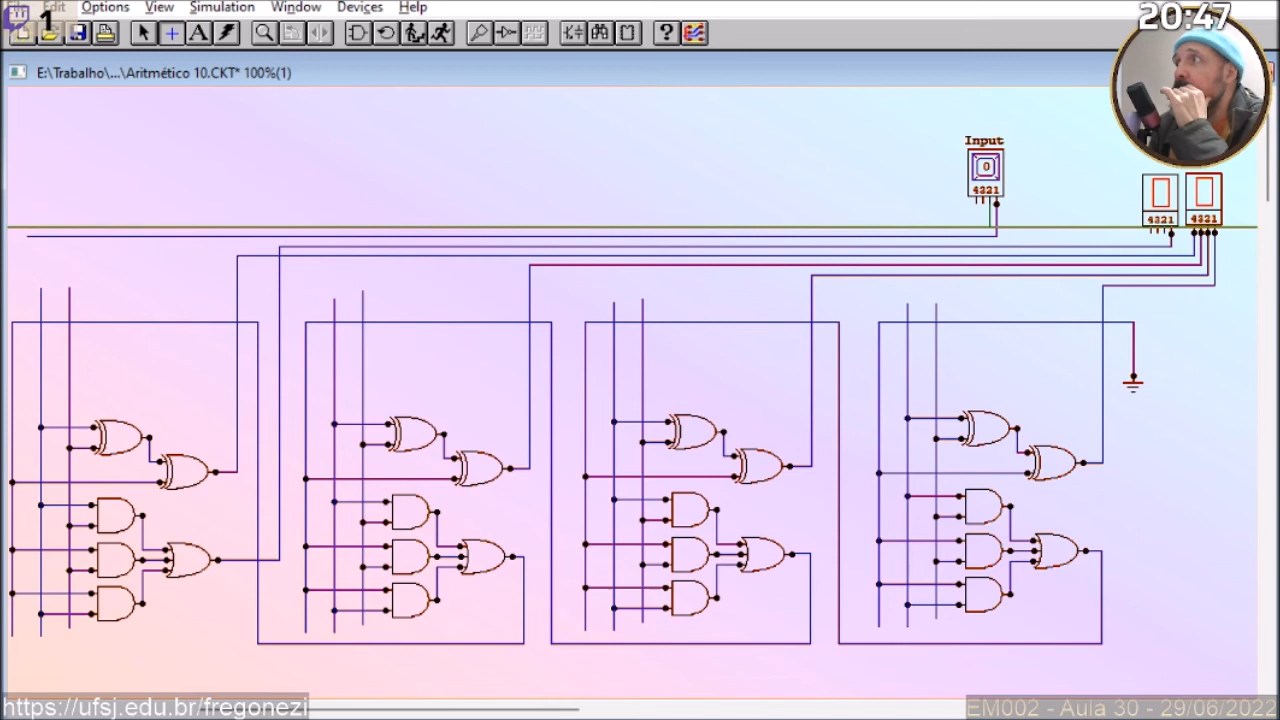 File Edit Options View Simulation Window Devices Help
1
20:47
A
?
E:\Trabalho\...\Aritmético 10.CKT* 100%(1)
Input
0
4321
4321
4321
https://ufsj.edu.br/fregonezi
EM002 - Aula 30 - 29/06/2022